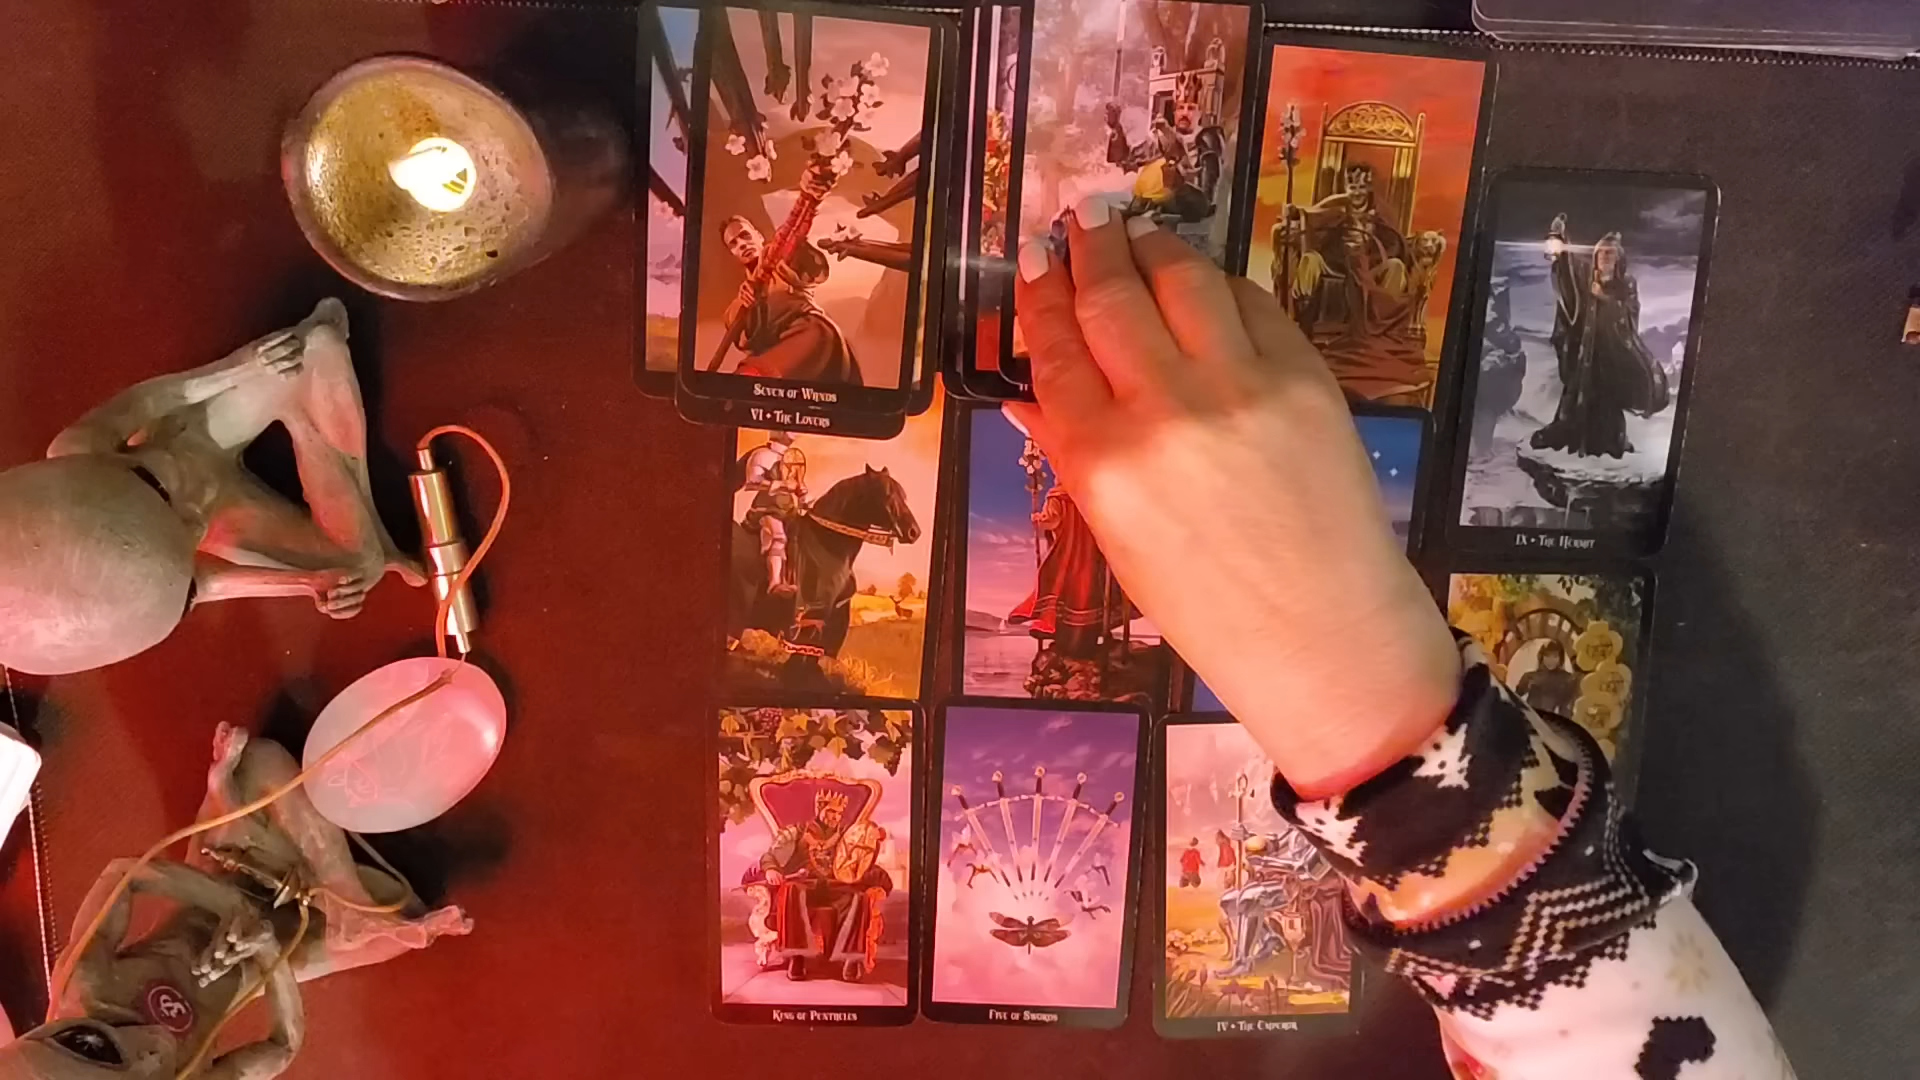 SEVEN OF WANDS
VI • THE LOVERS
IX • THE HERMIT
KING OF PENTACLES
FIVE OF SWORDS
IV • THE EMPEROR